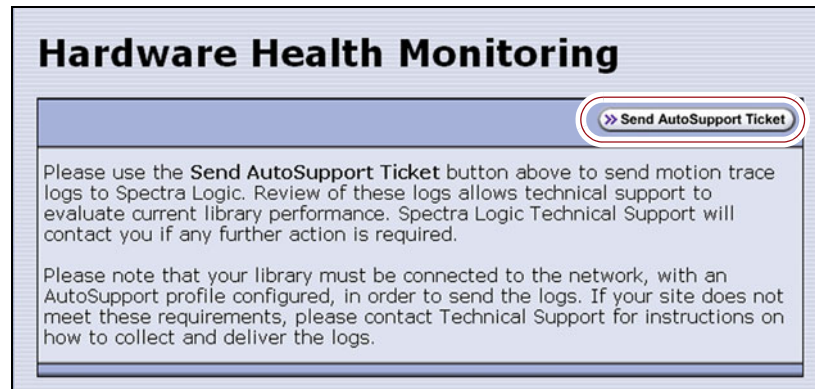 Hardware Health Monitoring
Send AutoSupport Ticket
Please use the Send AutoSupport Ticket button above to send motion trace
logs to Spectra Logic. Review of these logs allows technical support to
evaluate current library performance. Spectra Logic Technical Support will
contact you if any further action is required.
Please note that your library must be connected to the network, with an
AutoSupport profile configured, in order to send the logs. If your site does not
meet these requirements, please contact Technical Support for instructions on
how to collect and deliver the logs.